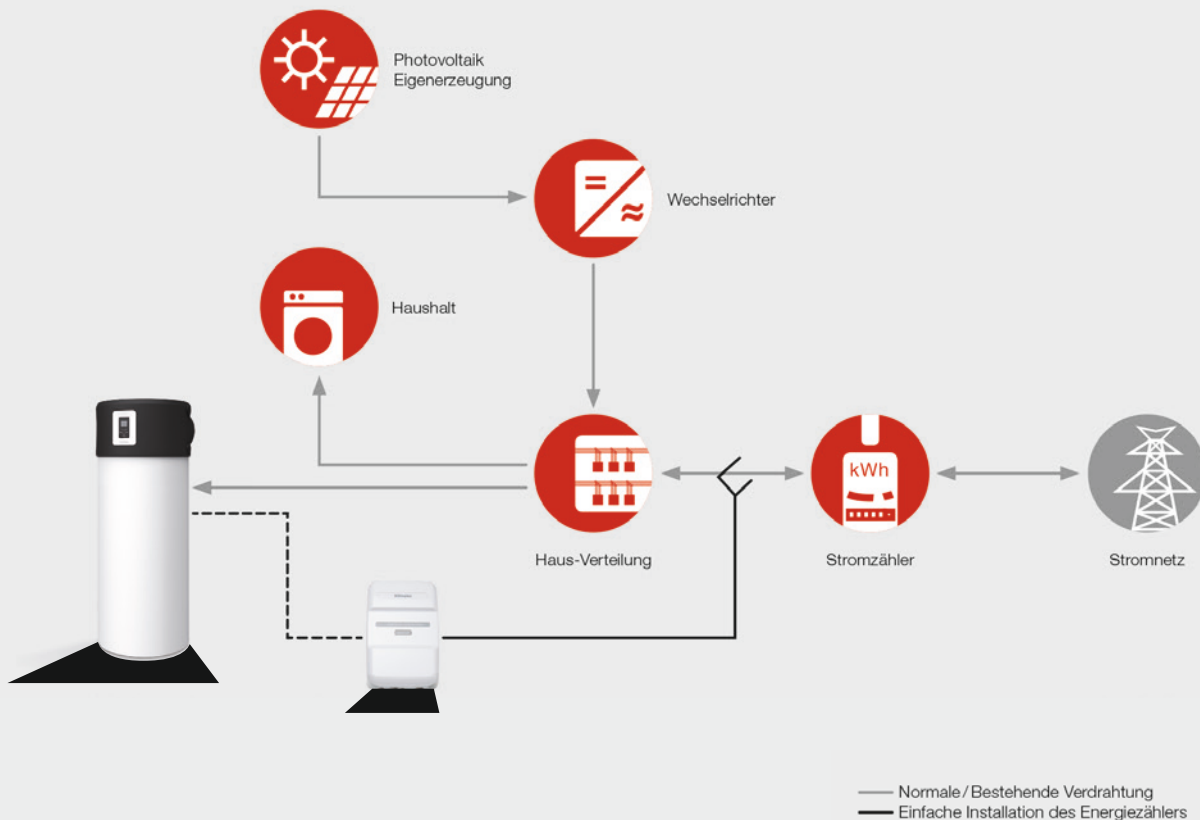 Photovoltaik
Eigenerzeugung
Wechselrichter
Haushalt
kWh
Haus-Verteilung
Stromzähler
Stromnetz
Normale/Bestehende Verdrahtung
Einfache Installation des Energiezählers